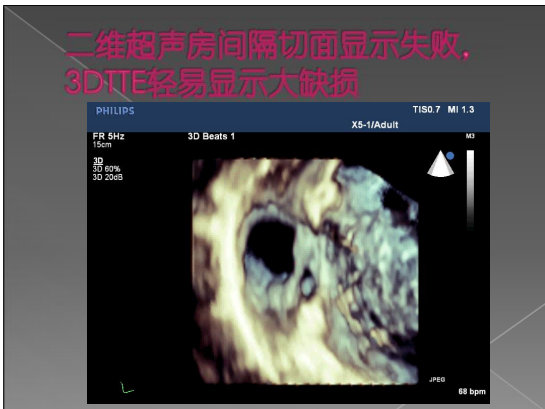 二维超声房间隔切面显示失败，
3DTTE轻易显示大缺损
PHILIPS
TIS0.7 MI 1.3
X5-1/Adult
FR 5Hz
15cm
3D Beats 1
M3
3D
3D 60%
3D 20dB
JPEG
68 bpm